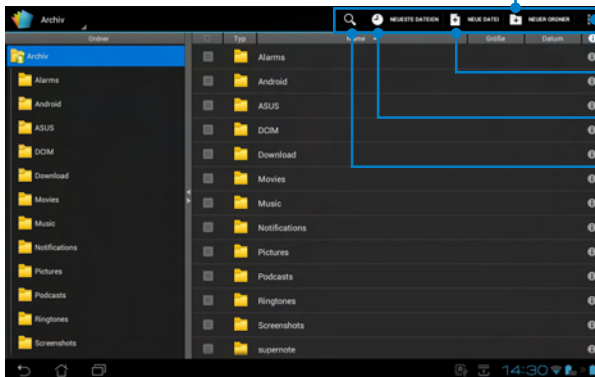 Archiv NEUESTE DATEIEN NEUE DATEI NEUER ORDNER
Ordner Typ Name Größe Datum
Archiv
Alarms
Android
ASUS
DCIM
Download
Movies
Music
Notifications
Pictures
Podcasts
Ringtones
Screenshots
Alarms
Android
ASUS
DCIM
Download
Movies
Music
Notifications
Pictures
Podcasts
Ringtones
Screenshots
supernote
14:30